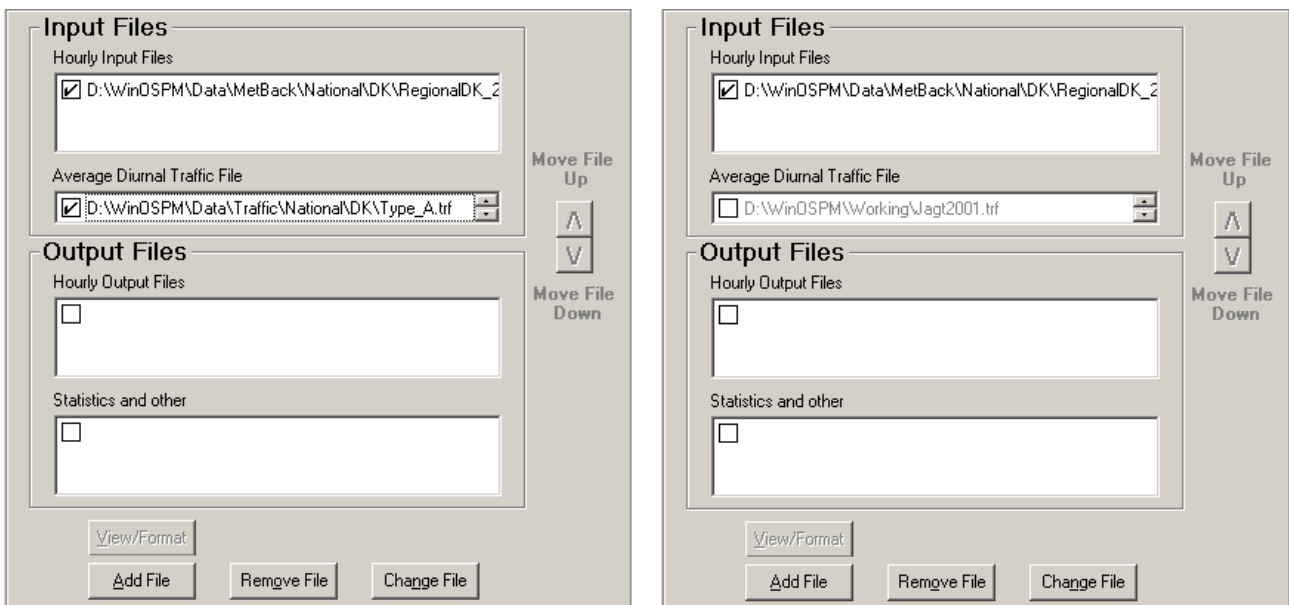 Input Files
Hourly Input Files
D:\WinOSPM\Data\MetBack\National\DK\RegionalDK_2
Average Diurnal Traffic File
D:\WinOSPM\Data\Traffic\National\DK\Type_A.trf
Move File
Up
Λ
V
Move File
Down
Output Files
Hourly Output Files
Statistics and other
View/Format
Add File
Remove File
Change File
Input Files
Hourly Input Files
D:\WinOSPM\Data\MetBack\National\DK\RegionalDK_2
Average Diurnal Traffic File
D:\WinOSPM\Working\Jagt2001.trf
Move File
Up
Λ
V
Move File
Down
Output Files
Hourly Output Files
Statistics and other
View/Format
Add File
Remove File
Change File